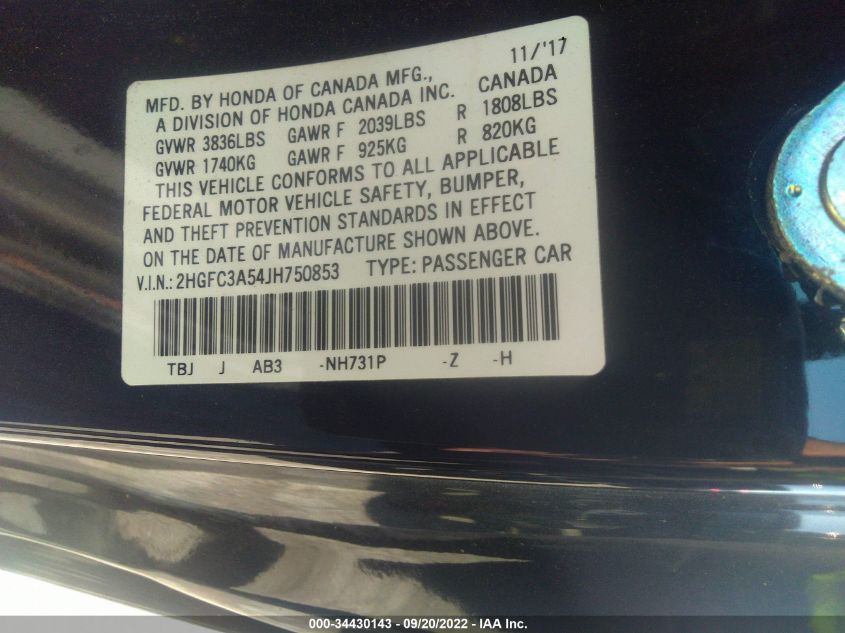 11/'17
MFD. BY HONDA OF CANADA MFG., CANADA
A DIVISION OF HONDA CANADA INC.
GVWR 3836LBS GAWR F 2039LBS R 1808LBS
GVWR 1740KG GAWR F 925KG R 820KG
THIS VEHICLE CONFORMS TO ALL APPLICABLE
FEDERAL MOTOR VEHICLE SAFETY, BUMPER,
AND THEFT PREVENTION STANDARDS IN EFFECT
ON THE DATE OF MANUFACTURE SHOWN ABOVE.
V.I.N.: 2HGFC3A54JH750853 TYPE: PASSENGER CAR
TBJ J AB3 -NH731P -Z -H
000-34430143 - 09/20/2022 - IAA Inc.